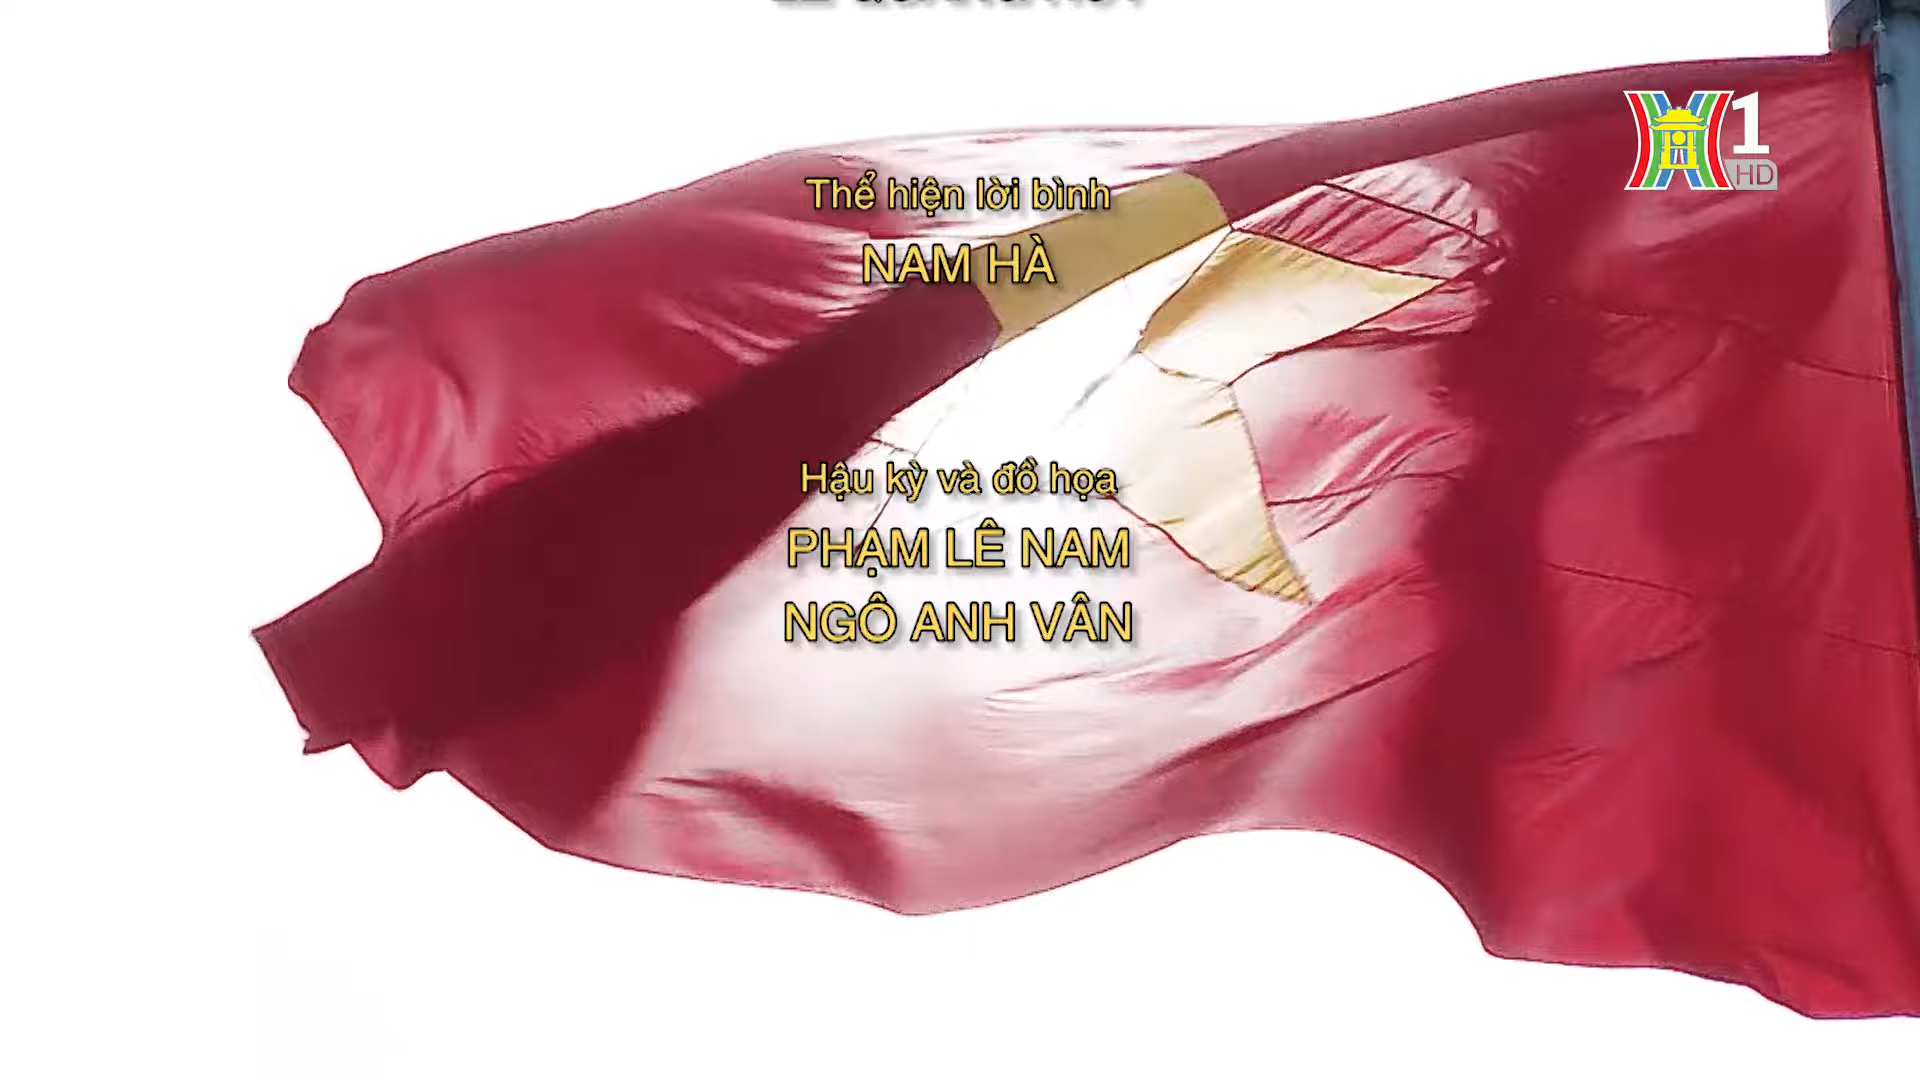 1
HD
Thể hiện lời bình
NAM HÀ
Hậu kỳ và đồ họa
PHẠM LÊ NAM
NGÔ ANH VÂN